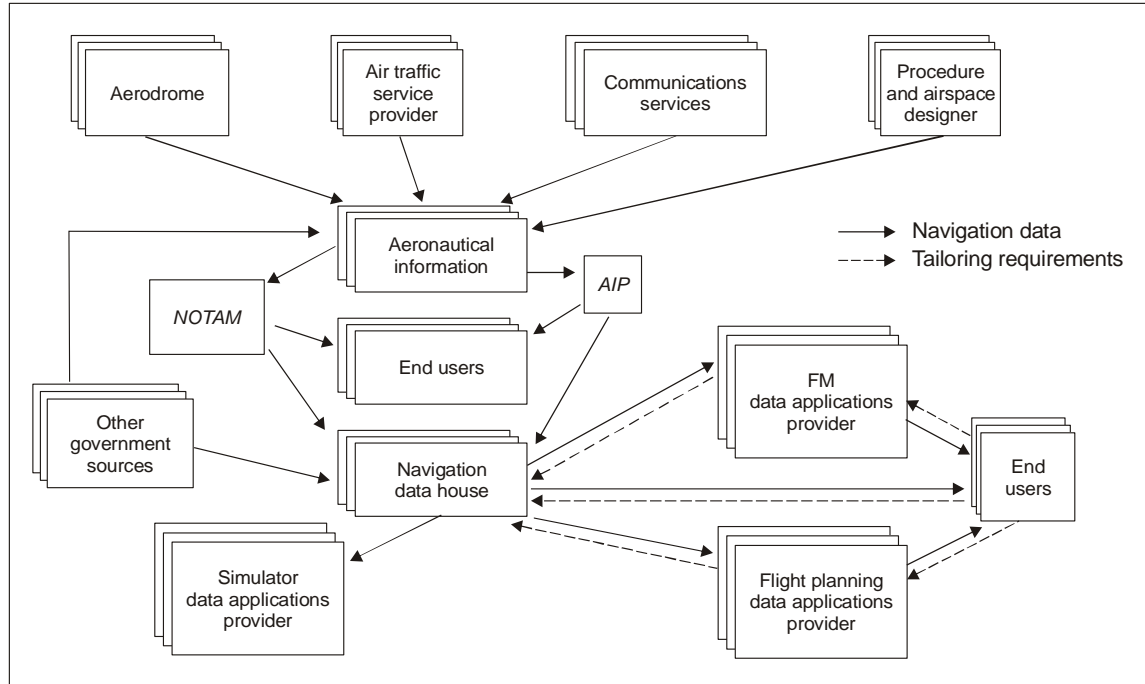 Aerodrome
Air traffic
service
provider
Communications
services
Procedure
and airspace
designer
Aeronautical
information
Navigation data
Tailoring requirements
AIP
NOTAM
End users
FM
data applications
provider
Other
government
sources
Navigation
data house
End
users
Simulator
data applications
provider
Flight planning
data applications
provider